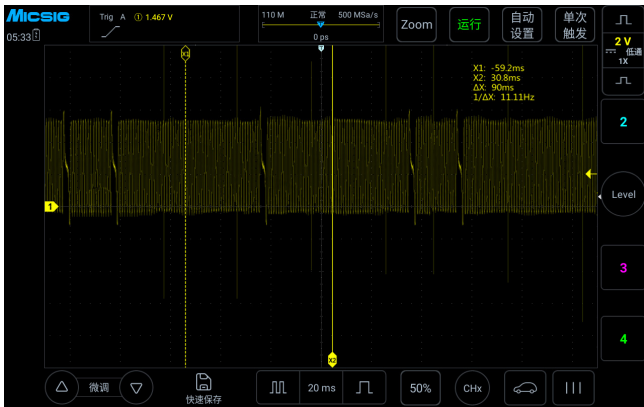 Micsig
05:33
Trig A ① 1.467 V
110 M 正常 500 MSa/s
0 ps
Zoom
运行
自动
设置
单次
触发
2 V
低通
1X
X1
X1: -59.2ms
X2: 30.8ms
ΔX: 90ms
1/ΔX: 11.11Hz
2
Level
1
3
4
X2
微调
快速保存
20 ms
50%
CHx